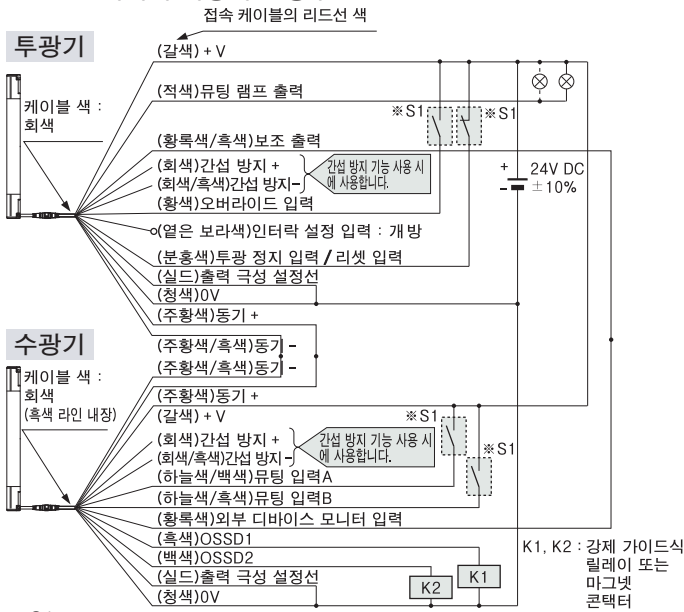 접속 케이블의 리드선 색
투광기
(갈색)+V
(적색)뮤팅 램프 출력
케이블 색 :
회색
※S1
※S1
(황록색/흑색)보조 출력
(회색)간섭 방지 +
(회색/흑색)간섭 방지-
간섭 방지 기능 사용 시
에 사용합니다.
+
-
24V DC
±10%
(황색)오버라이드 입력
(옅은 보라색)인터락 설정 입력 : 개방
(분홍색)투광 정지 입력 / 리셋 입력
(실드)출력 극성 설정선
(청색)0V
(주황색)동기 +
수광기
(주황색/흑색)동기 -
(주황색/흑색)동기 -
케이블 색 :
회색
(흑색 라인 내장)
(주황색)동기 +
(갈색)+V
※S1
(회색)간섭 방지 +
(회색/흑색)간섭 방지-
간섭 방지 기능 사용 시
에 사용합니다.
※S1
(하늘색/백색)뮤팅 입력A
(하늘색/흑색)뮤팅 입력B
(황록색)외부 디바이스 모니터 입력
(흑색)OSSD1
(백색)OSSD2
(실드)출력 극성 설정선
(청색)0V
K2
K1
K1, K2 : 강제 가이드식
릴레이 또는
마그넷
콘택터